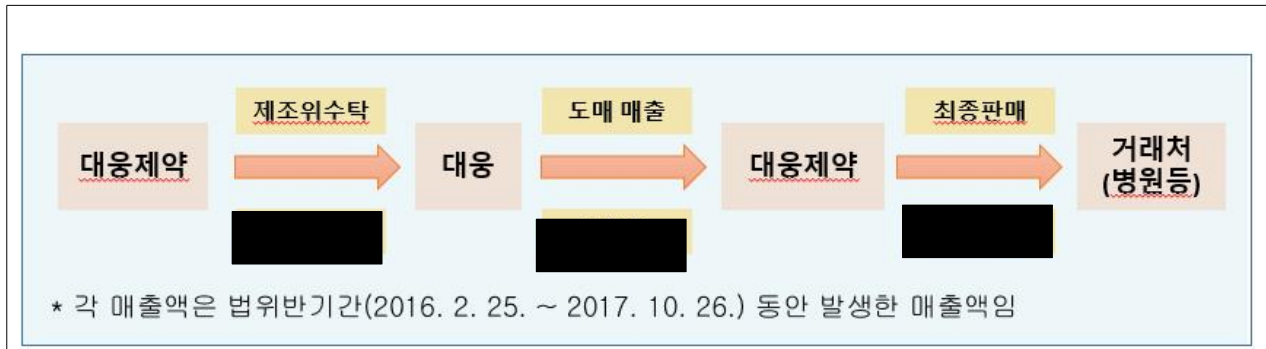 제조위수탁
도매 매출
최종판매
대웅제약
대웅
대웅제약
거래처
(병원등)
* 각 매출액은 법위반기간(2016. 2. 25. ~ 2017. 10. 26.) 동안 발생한 매출액임